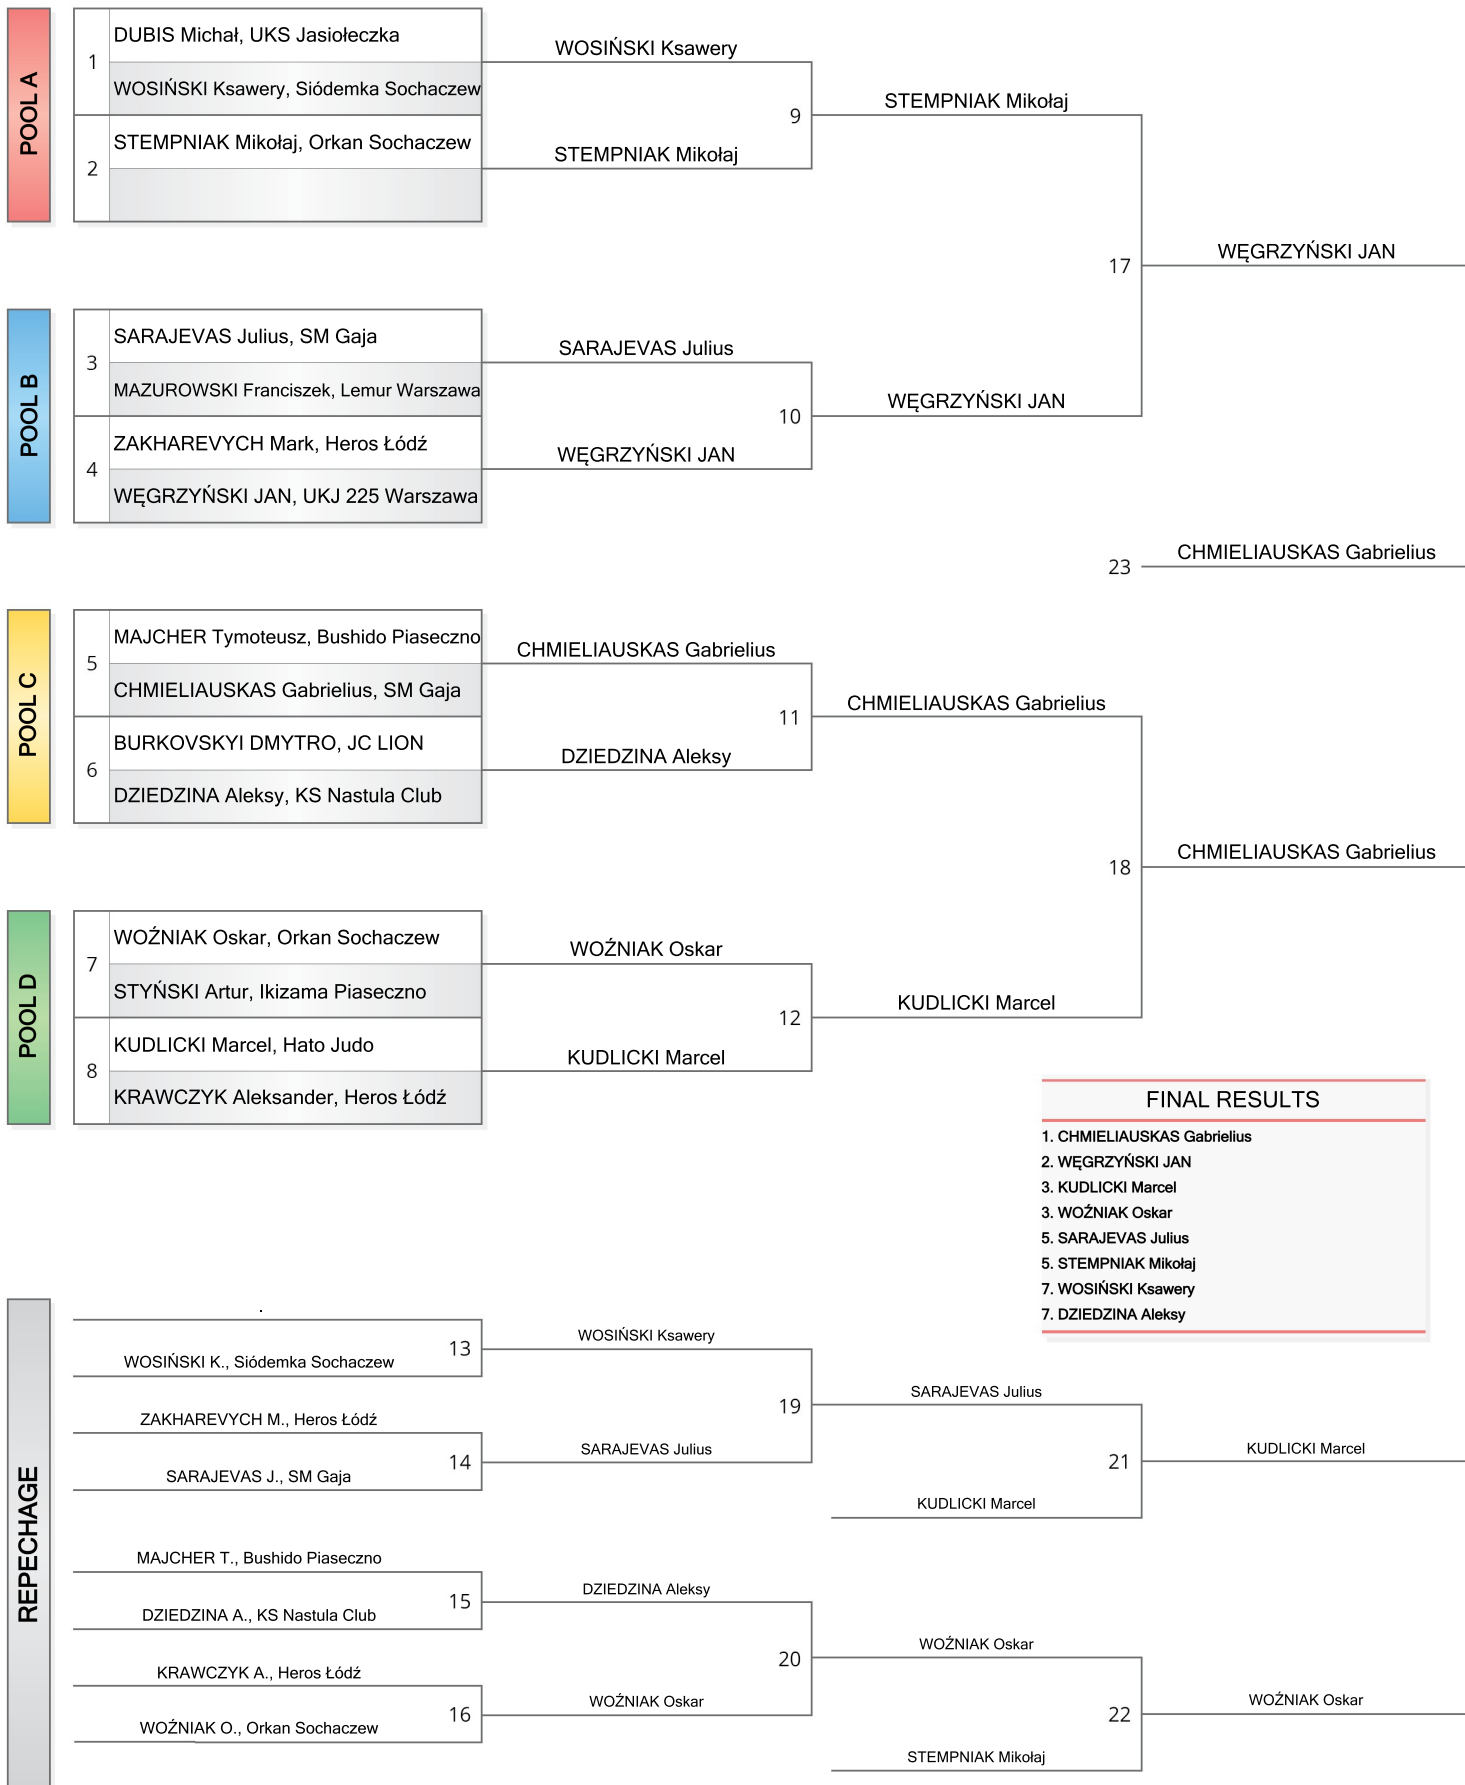 POOL A
1
DUBIS Michał, UKS Jasiołeczka
WOSIŃSKI Ksawery, Siódemka Sochaczew
2
STEMPNIAK Mikołaj, Orkan Sochaczew
WOSIŃSKI Ksawery
STEMPNIAK Mikołaj
9
STEMPNIAK Mikołaj
17
WĘGRZYŃSKI JAN
POOL B
3
SARAJEVAS Julius, SM Gaja
MAZUROWSKI Franciszek, Lemur Warszawa
4
ZAKHAREVYCH Mark, Heros Łódź
WĘGRZYŃSKI JAN, UKJ 225 Warszawa
SARAJEVAS Julius
WĘGRZYŃSKI JAN
10
WĘGRZYŃSKI JAN
23
CHMIELIAUSKAS Gabrielius
POOL C
5
MAJCHER Tymoteusz, Bushido Piaseczno
CHMIELIAUSKAS Gabrielius, SM Gaja
6
BURKOVSKYI DMYTRO, JC LION
DZIEDZINA Aleksy, KS Nastula Club
CHMIELIAUSKAS Gabrielius
DZIEDZINA Aleksy
11
CHMIELIAUSKAS Gabrielius
18
CHMIELIAUSKAS Gabrielius
POOL D
7
WOŹNIAK Oskar, Orkan Sochaczew
STYŃSKI Artur, Ikizama Piaseczno
8
KUDLICKI Marcel, Hato Judo
KRAWCZYK Aleksander, Heros Łódź
WOŹNIAK Oskar
KUDLICKI Marcel
12
KUDLICKI Marcel
FINAL RESULTS
1. CHMIELIAUSKAS Gabrielius
2. WĘGRZYŃSKI JAN
3. KUDLICKI Marcel
3. WOŹNIAK Oskar
5. SARAJEVAS Julius
5. STEMPNIAK Mikołaj
7. WOSIŃSKI Ksawery
7. DZIEDZINA Aleksy
REPECHAGE
.
WOSIŃSKI K., Siódemka Sochaczew
13
WOSIŃSKI Ksawery
ZAKHAREVYCH M., Heros Łódź
SARAJEVAS J., SM Gaja
14
SARAJEVAS Julius
19
SARAJEVAS Julius
KUDLICKI Marcel
21
KUDLICKI Marcel
MAJCHER T., Bushido Piaseczno
DZIEDZINA A., KS Nastula Club
15
DZIEDZINA Aleksy
KRAWCZYK A., Heros Łódź
WOŹNIAK O., Orkan Sochaczew
16
WOŹNIAK Oskar
20
WOŹNIAK Oskar
STEMPNIAK Mikołaj
22
WOŹNIAK Oskar